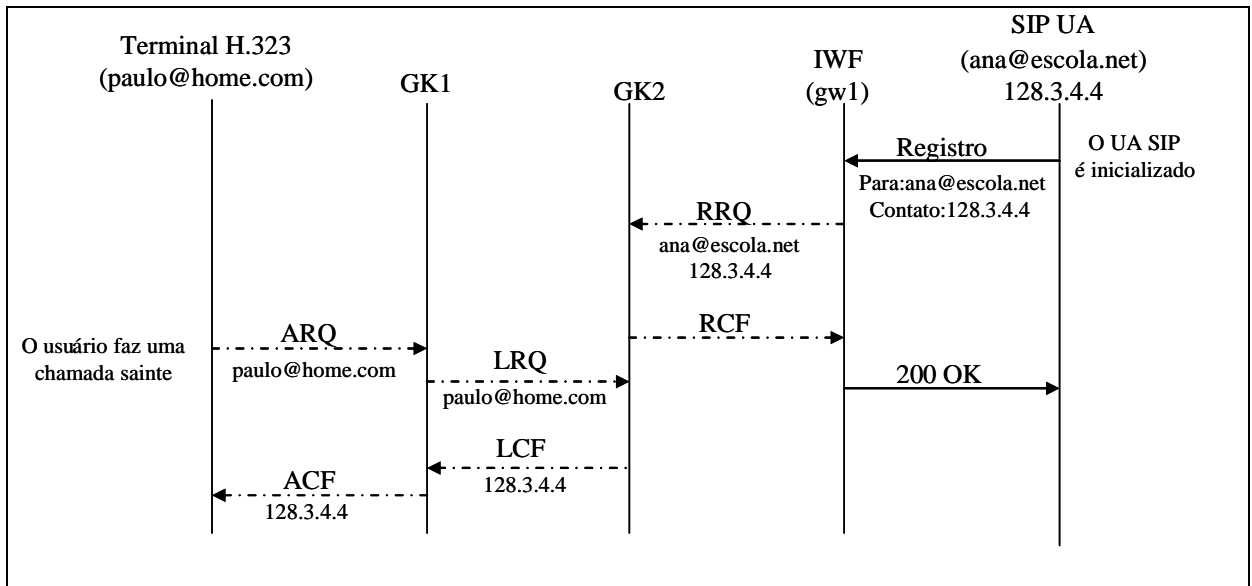 Terminal H.323
(paulo@home.com)
GK1
GK2
IWF
(gw1)
SIP UA
(ana@escola.net)
128.3.4.4
Registro
Para:ana@escola.net
Contato:128.3.4.4
O UA SIP
é inicializado
RRQ
ana@escola.net
128.3.4.4
RCF
O usuário faz uma
chamada sainte
ARQ
paulo@home.com
LRQ
paulo@home.com
200 OK
LCF
128.3.4.4
ACF
128.3.4.4